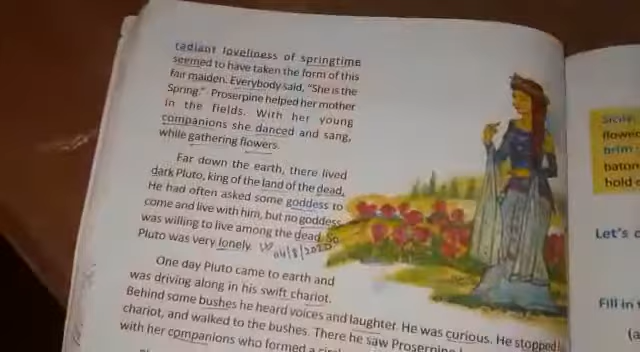 radiant loveliness of springtime
seemed to have taken the form of this
fair maiden. Everybody said, "She is the
Spring." Proserpine helped her mother
in the fields. With her young
companions she danced and sang,
while gathering flowers.
Far down the earth, there lived
dark Pluto, king of the land of the dead.
He had often asked some goddess to
come and live with him, but no goddess
was willing to live among the dead. So
Pluto was very lonely.
One day Pluto came to earth and
was driving along in his swift chariot.
Behind some bushes he heard voices and laughter. He was curious. He stopped
chariot, and walked to the bushes. There he saw Proserpine
with her companions who formed a
Let's
Fill in
(a